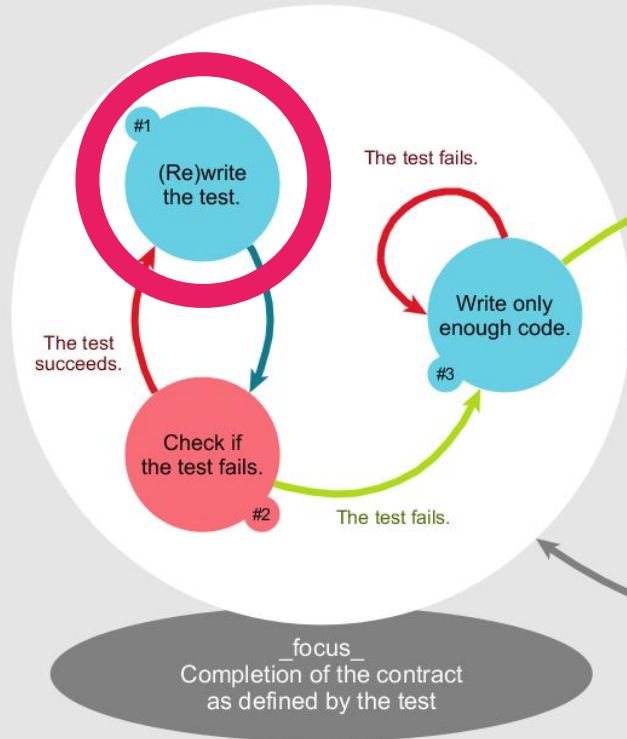 #1
(Re)write
the test.
The test fails.
Write only
enough code.
#3
The test
succeeds.
Check if
the test fails.
#2
The test fails.
_focus_
Completion of the contract
as defined by the test